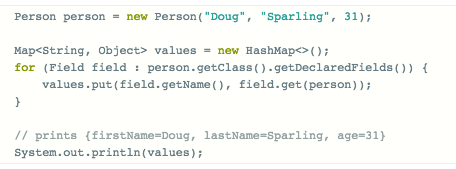 Person person = new Person("Doug", "Sparling", 31);
Map<String, Object> values = new HashMap<>();
for (Field field : person.getClass().getDeclaredFields()) {
    values.put(field.getName(), field.get(person));
}
// prints {firstName=Doug, lastName=Sparling, age=31}
System.out.println(values);